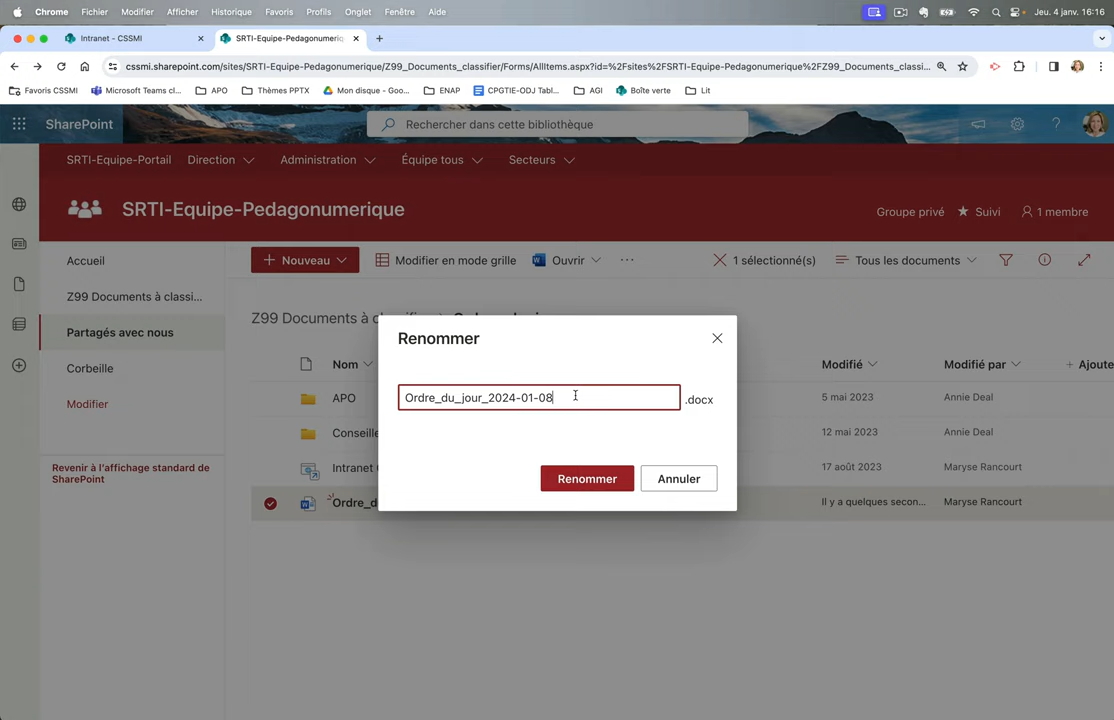 Chrome Fichier Modifier Afficher Historique Favoris Profils Onglet Fenêtre Aide Jeu. 4 janv. 16:16
Intranet - CSSMI SRTI-Equipe-Pedagonumerique
cssmi.sharepoint.com/sites/SRTI-Equipe-Pedagonumerique/Z99_Documents_classifier/Forms/AllItems.aspx?id=%2Fsites%2FSRTI-Equipe-Pedagonumerique%2FZ99_Documents_classi...
Favoris CSSMI Microsoft Teams cl... APO Thèmes PPTX Mon disque - Goo... ENAP CPGTIE-ODJ Tabl... AGI Boîte verte Lit
SharePoint Rechercher dans cette bibliothèque
SRTI-Equipe-Portail Direction Administration Équipe tous Secteurs
SRTI-Equipe-Pedagonumerique Groupe privé Suivi 1 membre
Accueil
Z99 Documents à classi...
Partagés avec nous
Corbeille
Modifier
Revenir à l'affichage standard de
SharePoint
Nouveau Modifier en mode grille Ouvrir ... 1 sélectionné(s) Tous les documents
Z99 Documents à
Nom Modifié Modifié par Ajoute
APO 5 mai 2023 Annie Deal
Conseille 12 mai 2023 Annie Deal
Intranet 17 août 2023 Maryse Rancourt
Ordre_d Il y a quelques secon... Maryse Rancourt
Renommer
Ordre_du_jour_2024-01-08 .docx
Renommer Annuler